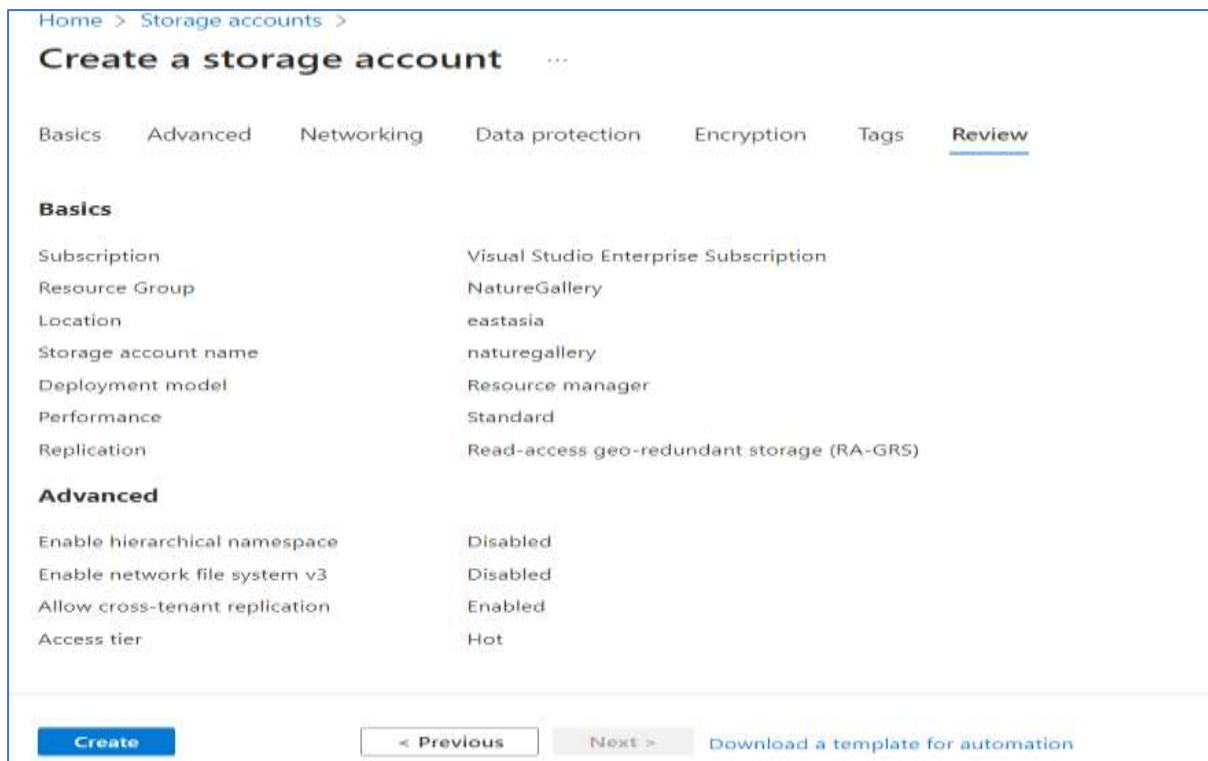 Home > Storage accounts >
Create a storage account ...
Basics Advanced Networking Data protection Encryption Tags Review
Basics
Subscription Visual Studio Enterprise Subscription
Resource Group NatureGallery
Location eastasia
Storage account name naturegallery
Deployment model Resource manager
Performance Standard
Replication Read-access geo-redundant storage (RA-GRS)
Advanced
Enable hierarchical namespace Disabled
Enable network file system v3 Disabled
Allow cross-tenant replication Enabled
Access tier Hot
Create < Previous Next > Download a template for automation